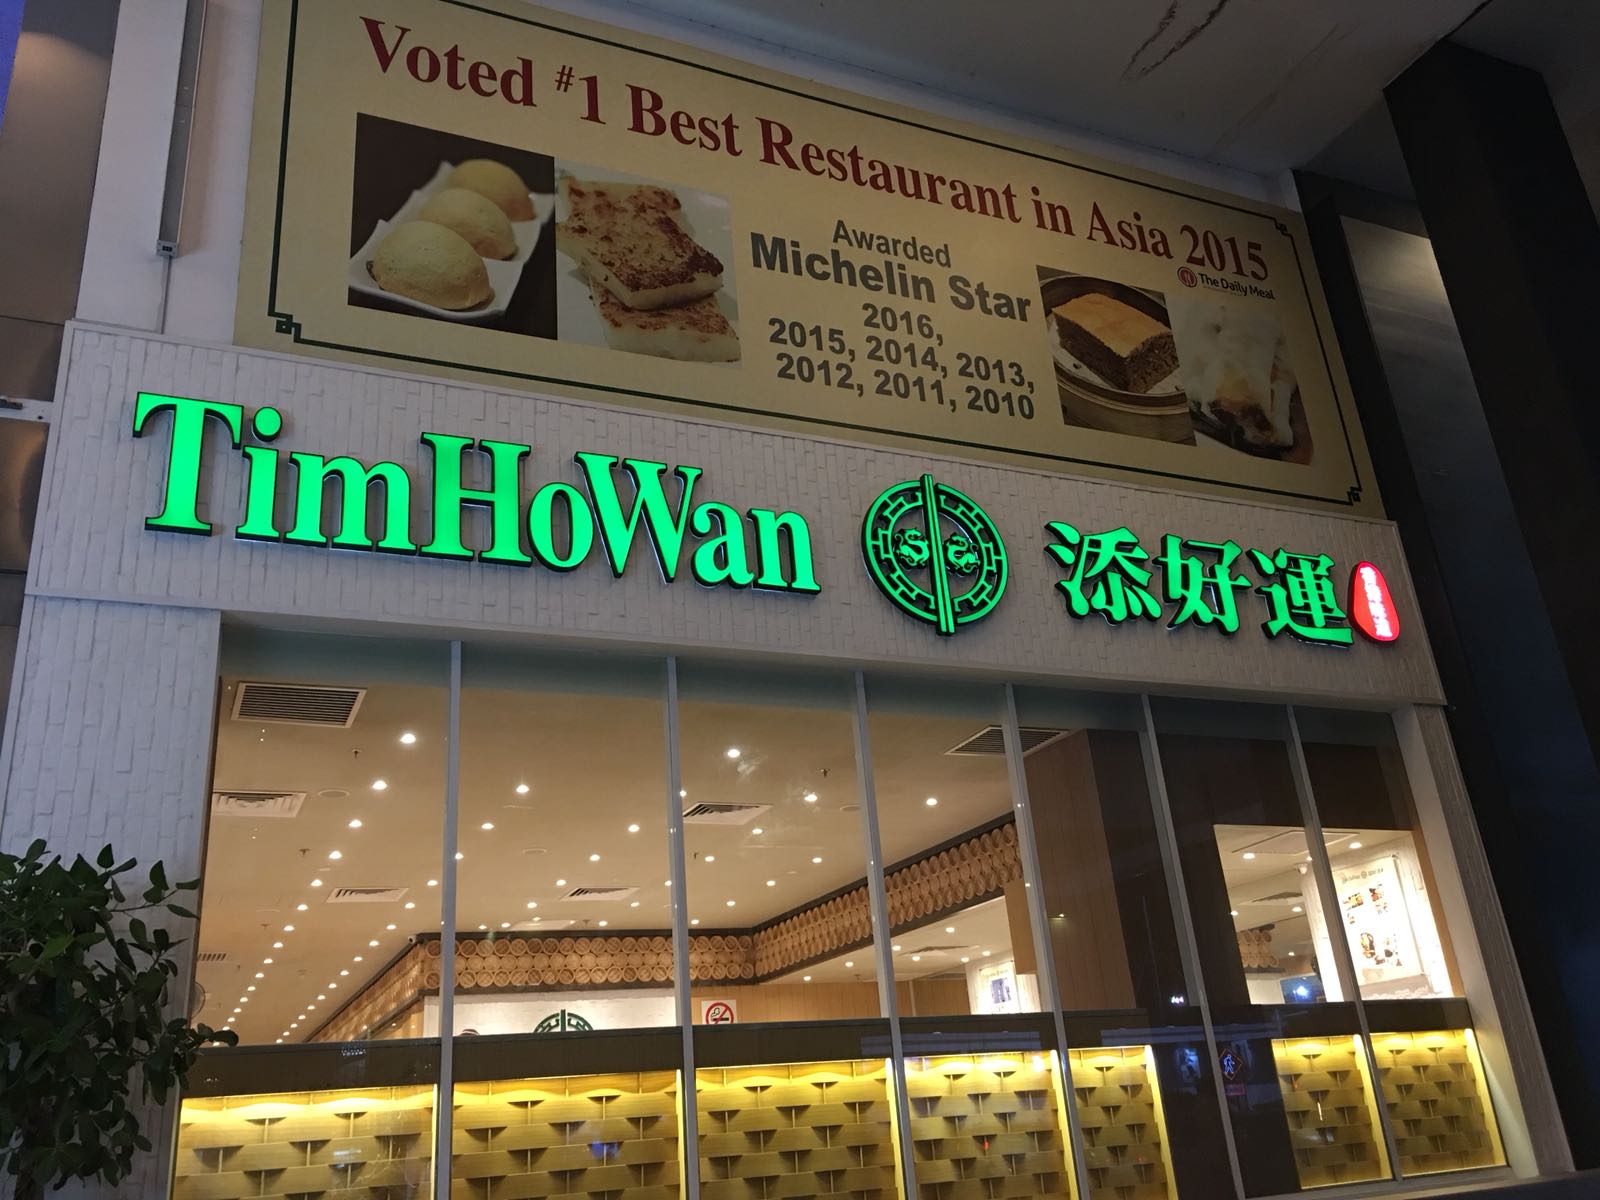 Voted #1 Best Restaurant in Asia 2015
The Daily Meal
Awarded
Michelin Star
2016,
2015, 2014, 2013,
2012, 2011, 2010
TimHoWan
添好運